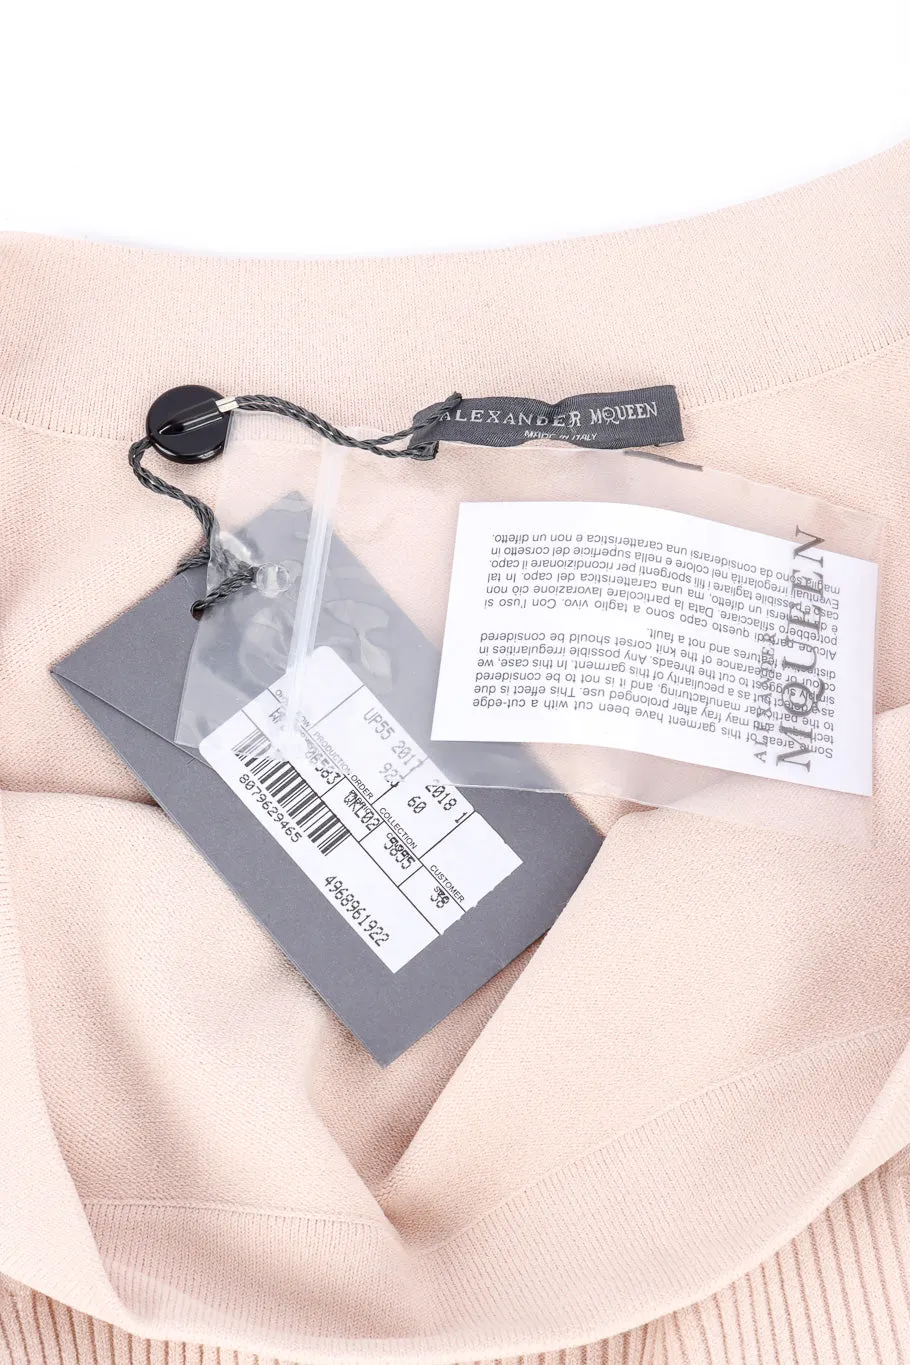 ALEXANDER McQUEEN
MADE IN ITALY
ALEXANDER
McQUEEN
Some areas of this garment have been cut with a cut-edge
and may fray after prolonged use. This effect is due
to the particular manufacturing, and it is not to be considered
as a defect but as a peculiarity of this garment. In this case, we
suggest to cut off the threads. Any possible irregularities in
colour or appearance of the knit corset should be considered
distinctive features and not a fault.
Alcune parti di questo capo sono a taglio vivo. Con l'uso si
potrebbero sfilacciare. Data la particolare lavorazione ciò non
è da considerarsi un difetto, ma una caratteristica del capo. In tal
caso è possibile tagliare i fili sporgenti per ricondizionare il capo.
Eventuali irregolarità nel colore e nella superficie del corsetto in
maglia sono da considerarsi una caratteristica e non un difetto.
UP55 2017 2018 1
60
PRODUCTION ORDER
COLLECTION
CUSTOMER
QKL02
5855
38
8079629465
4968961922